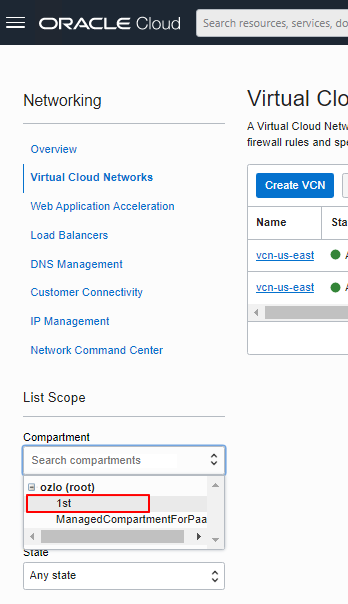 ORACLE Cloud
Search resources, services, do
Networking
Overview
Virtual Cloud Networks
Web Application Acceleration
Load Balancers
DNS Management
Customer Connectivity
IP Management
Network Command Center
List Scope
Compartment
Search compartments
ozlo (root)
1st
ManagedCompartmentForPaa
State
Any state
Virtual Clo
A Virtual Cloud Netw
firewall rules and spe
Create VCN
Name Sta
vcn-us-east A
vcn-us-east A